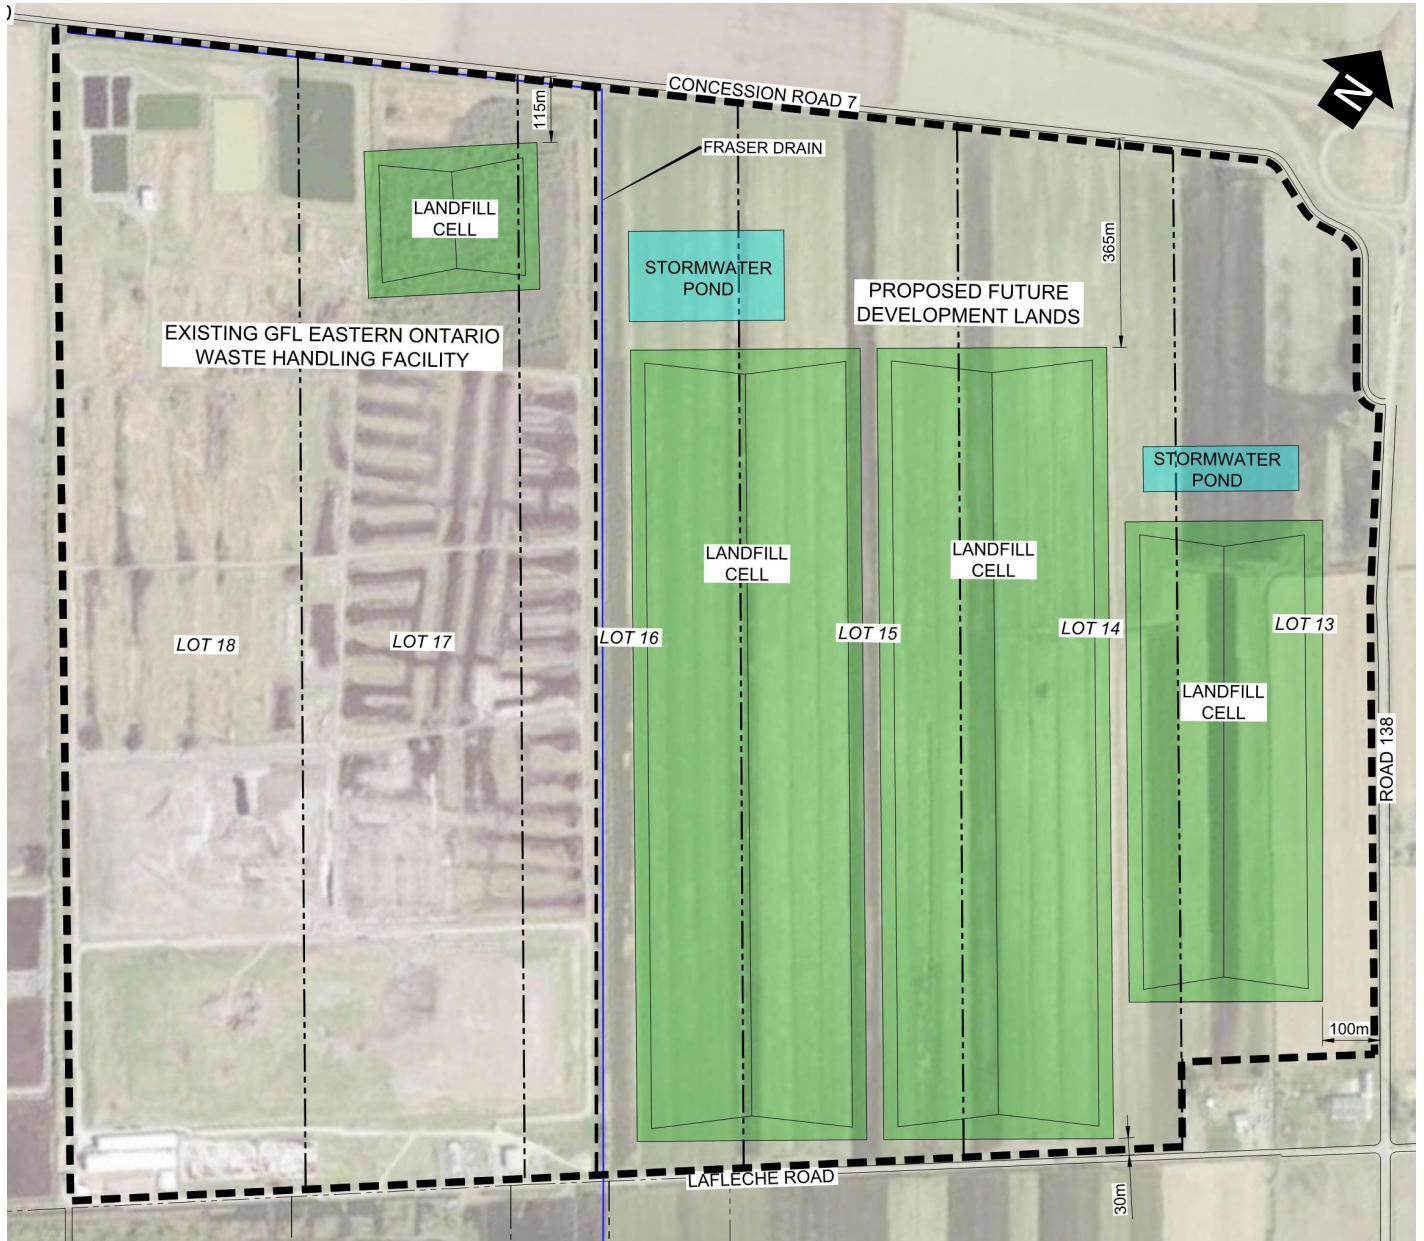 CONCESSION ROAD 7
115m
FRASER DRAIN
N
LANDFILL
CELL
365m
STORMWATER
POND
PROPOSED FUTURE
DEVELOPMENT LANDS
EXISTING GFL EASTERN ONTARIO
WASTE HANDLING FACILITY
STORMWATER
POND
LANDFILL
CELL
LANDFILL
CELL
LOT 18
LOT 17
LOT 16
LOT 15
LOT 14
LOT 13
LANDFILL
CELL
ROAD 138
100m
LAFLECHE ROAD
30m